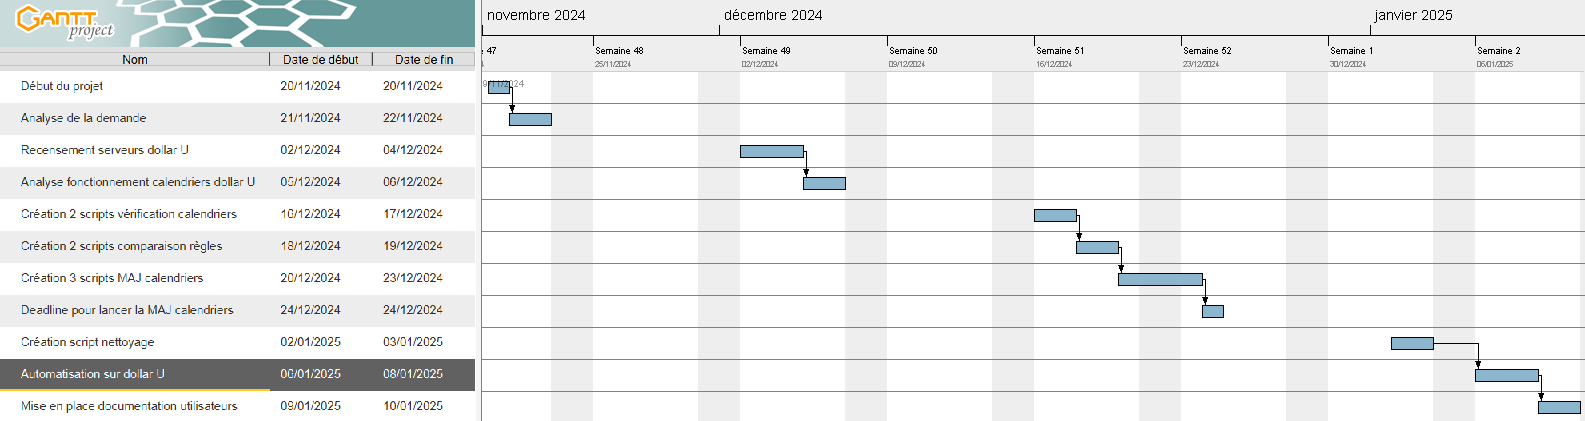 GANTT
project
novembre 2024 décembre 2024 janvier 2025
e 47 Semaine 48 Semaine 49 Semaine 50 Semaine 51 Semaine 52 Semaine 1 Semaine 2
25/11/2024 02/12/2024 09/12/2024 16/12/2024 23/12/2024 30/12/2024 06/01/2025
Nom Date de début Date de fin
9/11/2024
Début du projet 20/11/2024 20/11/2024
Analyse de la demande 21/11/2024 22/11/2024
Recensement serveurs dollar U 02/12/2024 04/12/2024
Analyse fonctionnement calendriers dollar U 05/12/2024 06/12/2024
Création 2 scripts vérification calendriers 16/12/2024 17/12/2024
Création 2 scripts comparaison règles 18/12/2024 19/12/2024
Création 3 scripts MAJ calendriers 20/12/2024 23/12/2024
Deadline pour lancer la MAJ calendriers 24/12/2024 24/12/2024
Création script nettoyage 02/01/2025 03/01/2025
Automatisation sur dollar U 06/01/2025 08/01/2025
Mise en place documentation utilisateurs 09/01/2025 10/01/2025